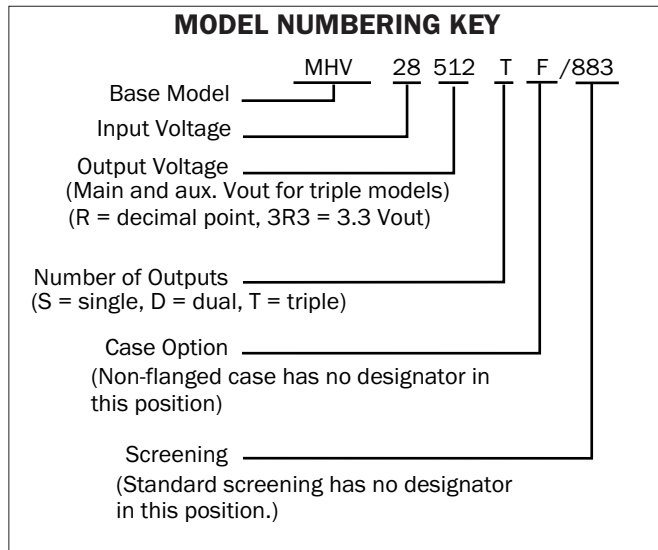 MODEL NUMBERING KEY
MHV 28 512 T F /883
Base Model
Input Voltage
Output Voltage
(Main and aux. Vout for triple models)
(R = decimal point, 3R3 = 3.3 Vout)
Number of Outputs
(S = single, D = dual, T = triple)
Case Option
(Non-flanged case has no designator in
this position)
Screening
(Standard screening has no designator
in this position.)